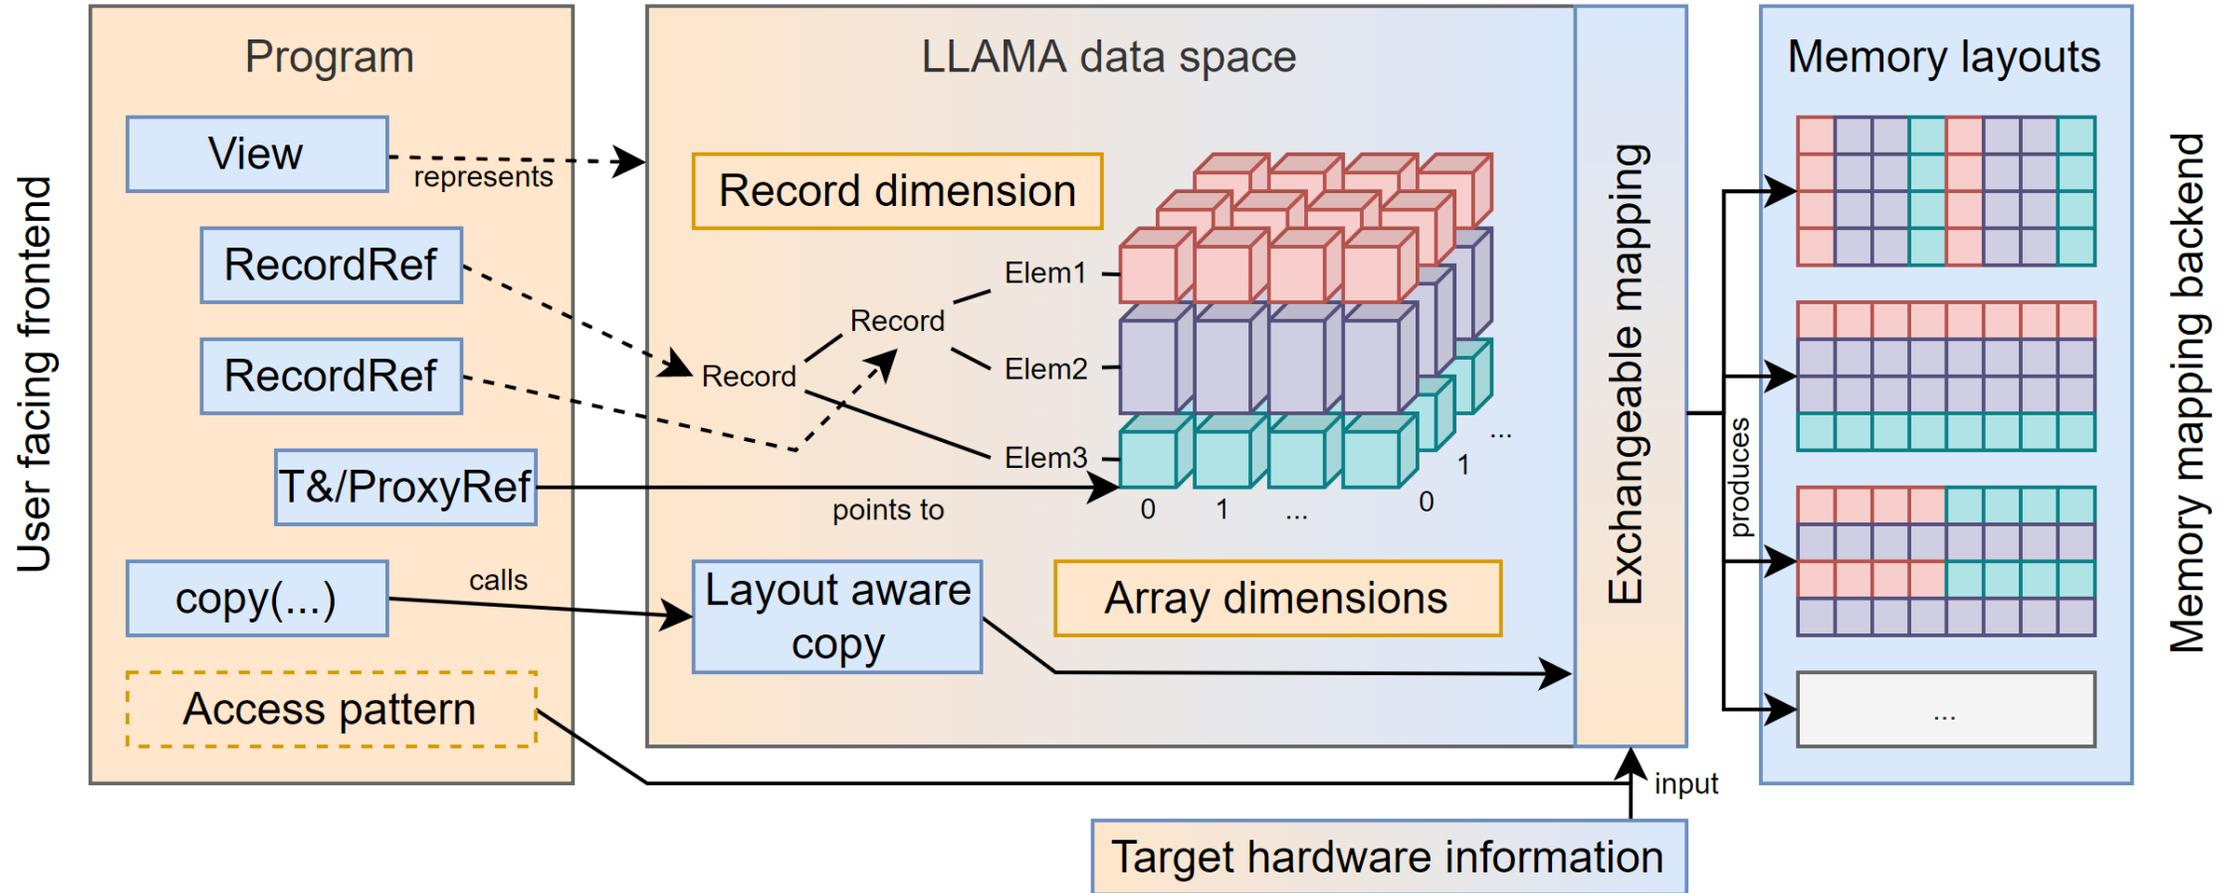 User facing frontend
Program
View
represents
RecordRef
RecordRef
T&/ProxyRef
points to
copy(...)
calls
Access pattern
LLAMA data space
Record dimension
Record
Record
Elem1
Elem2
Elem3
0
1
...
0
1
...
Layout aware
copy
Array dimensions
Exchangeable mapping
input
Target hardware information
produces
Memory layouts
...
Memory mapping backend